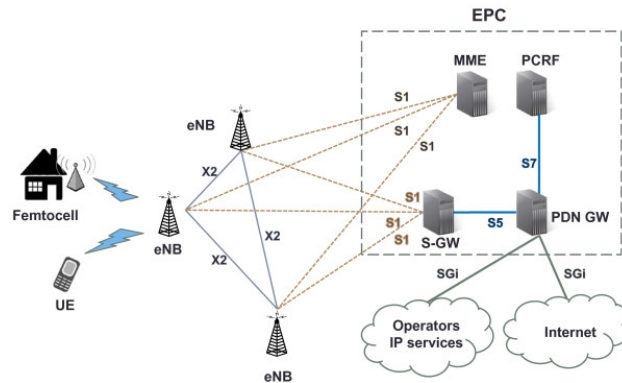 EPC
MME
PCRF
S1
eNB
S1
S1
X2
S7
Femtocell
S1
X2
S1
S5
PDN GW
eNB
X2
S1
S-GW
SGi
SGi
UE
Operators
IP services
Internet
eNB